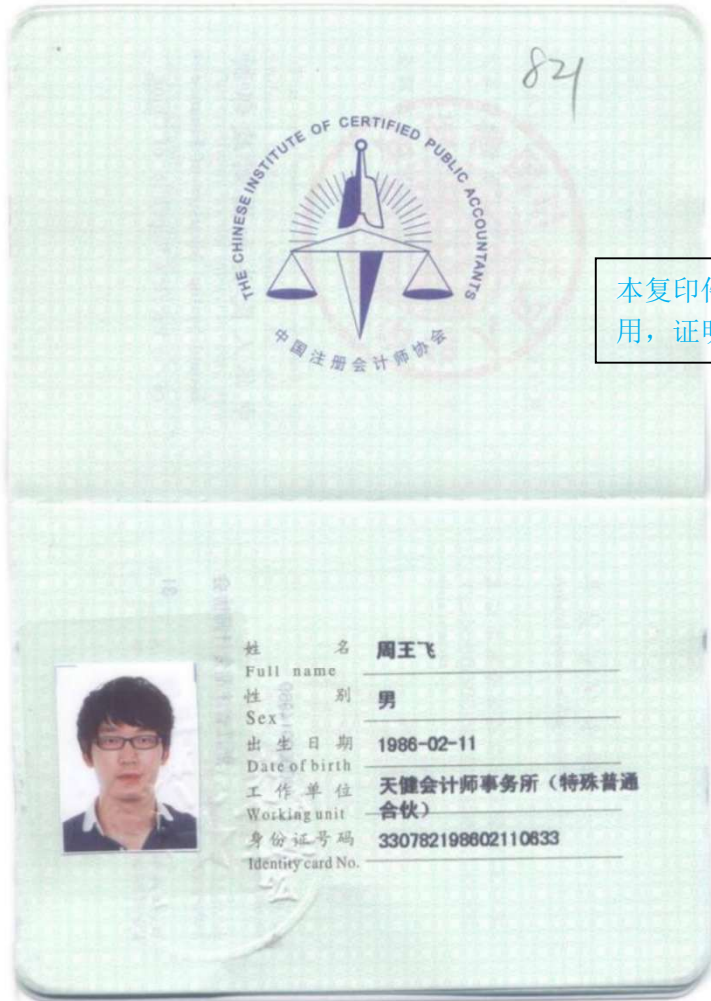 821
THE CHINESE INSTITUTE OF CERTIFIED PUBLIC ACCOUNTANTS
中国注册会计师协会
本复印
用，证明
姓 名 周王飞
Full name
性 别 男
Sex
出生日期 1986-02-11
Date of birth
工作单位 天健会计师事务所（特殊普通
Working unit 合伙）
身份证号码 330782198602110633
Identity card No.